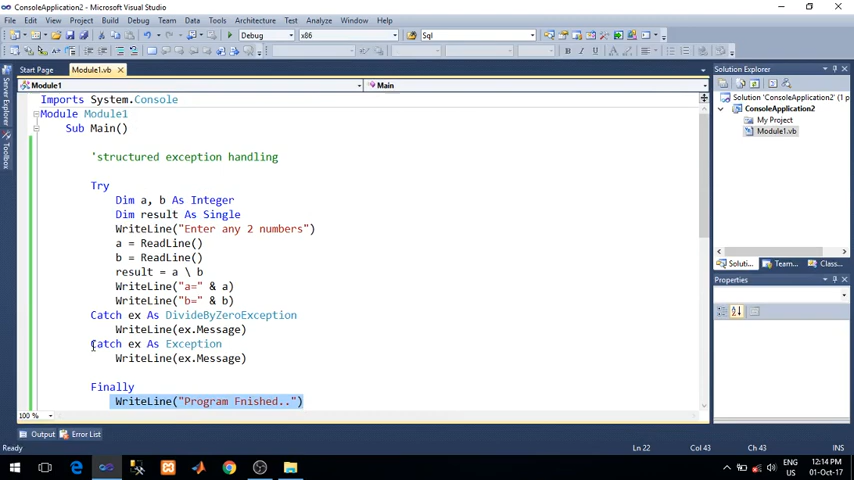 ConsoleApplication2 - Microsoft Visual Studio
File Edit View Project Build Debug Team Data Tools Architecture Test Analyze Window Help
Debug x86 Sql
Start Page Module1.vb
Module1 Main
Imports System.Console
Module Module1
Sub Main()
'structured exception handling
Try
Dim a, b As Integer
Dim result As Single
WriteLine("Enter any 2 numbers")
a = ReadLine()
b = ReadLine()
result = a \ b
WriteLine("a=" & a)
WriteLine("b=" & b)
Catch ex As DivideByZeroException
WriteLine(ex.Message)
Catch ex As Exception
WriteLine(ex.Message)
Finally
WriteLine("Program Fnished..")
100 %
Server Explorer
Toolbox
Solution Explorer
Solution 'ConsoleApplication2' (1 p
ConsoleApplication2
My Project
Module1.vb
Soluti... Team... Class...
Properties
Output Error List
Ready Ln 22 Col 43 Ch 43 INS
ENG 12:14 PM
US 01-Oct-17